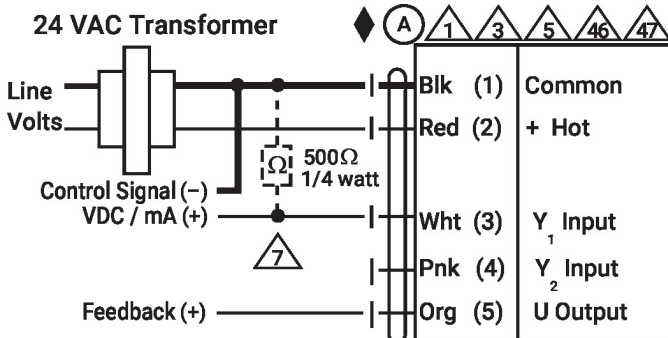 24 VAC Transformer
A 1 3 5 46 47
Line
Volts
Blk (1) Common
Red (2) + Hot
Ω 500Ω
1/4 watt
Control Signal (−)
VDC / mA (+)
Wht (3) Y1 Input
7
Pnk (4) Y2 Input
Feedback (+)
Org (5) U Output